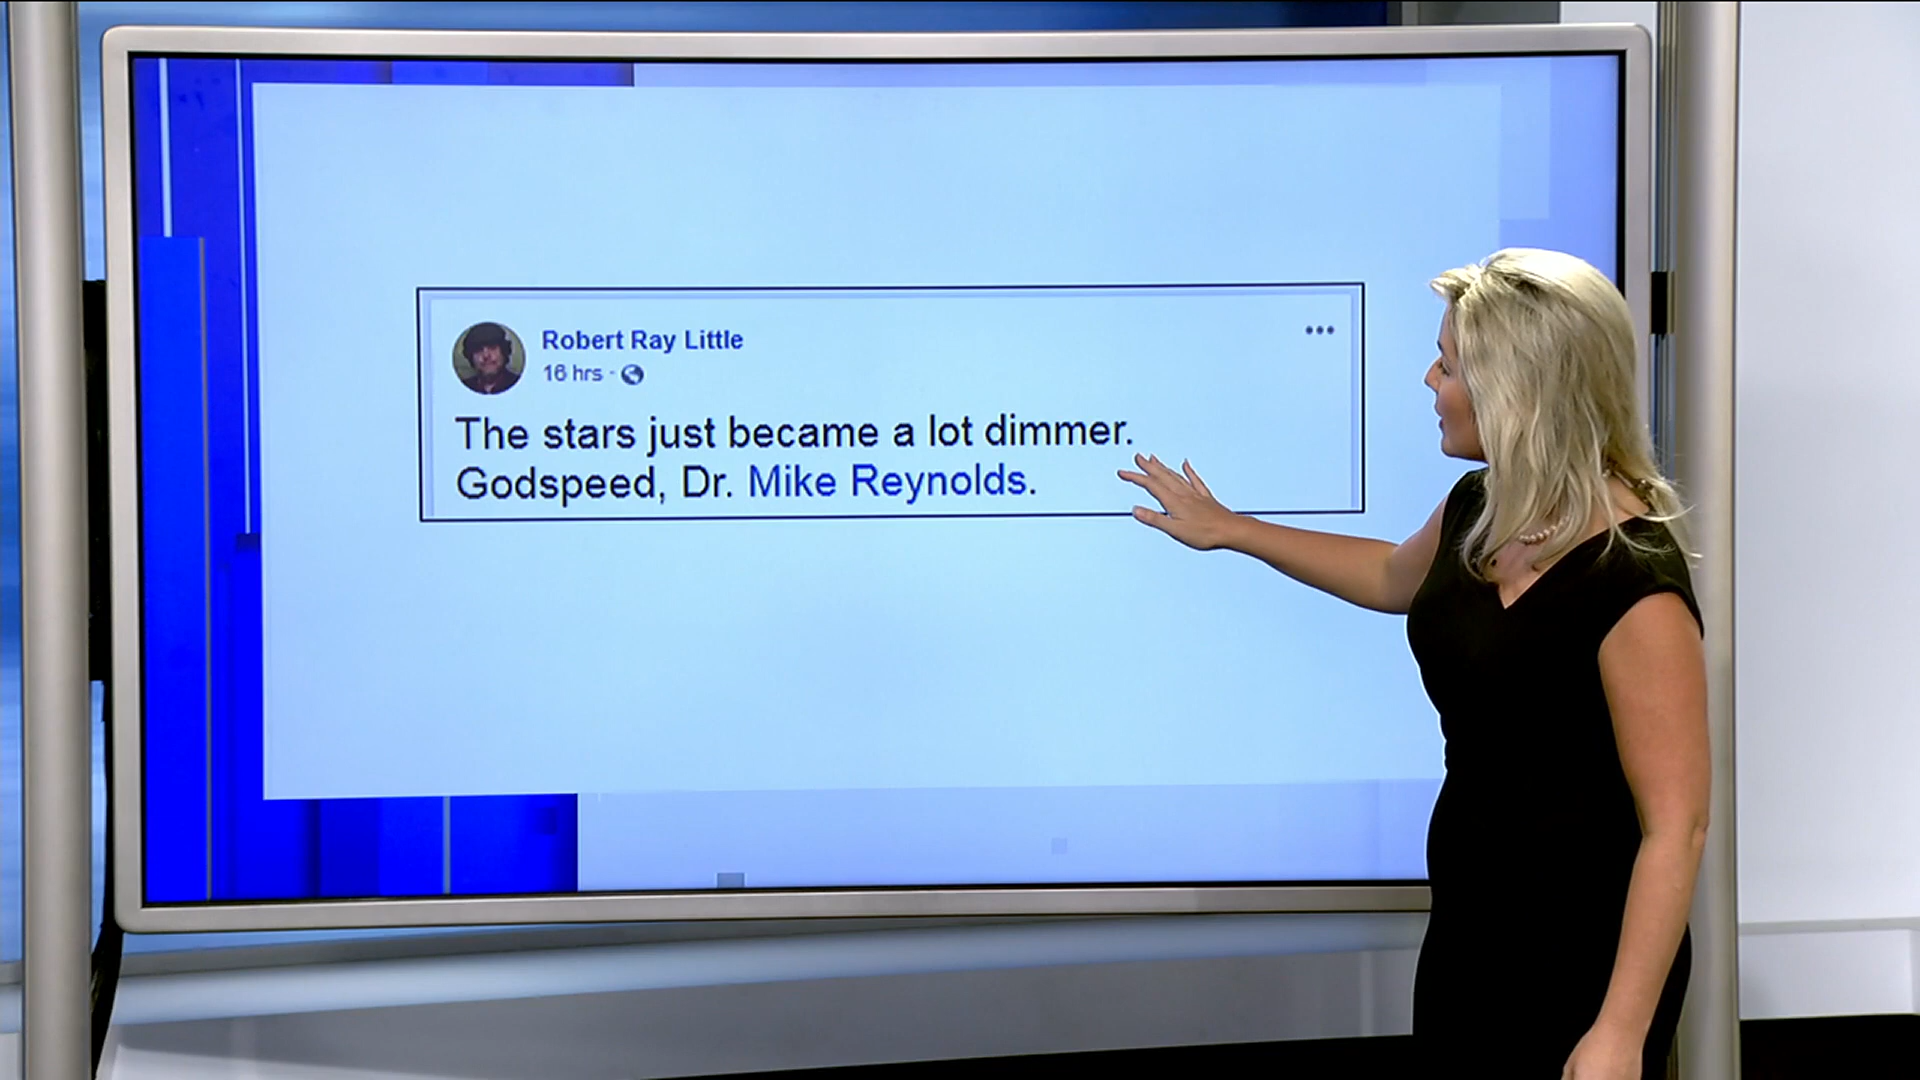 Robert Ray Little
16 hrs ·
The stars just became a lot dimmer.
Godspeed, Dr. Mike Reynolds.